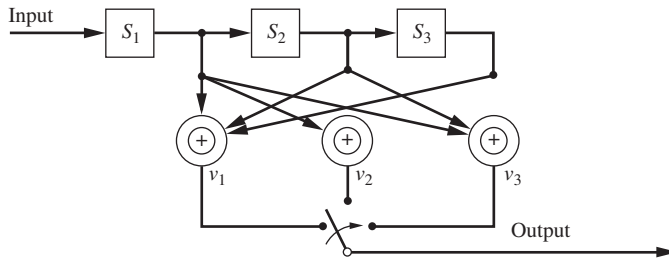 Input
S1
S2
S3
+
+
+
v1
v2
v3
Output